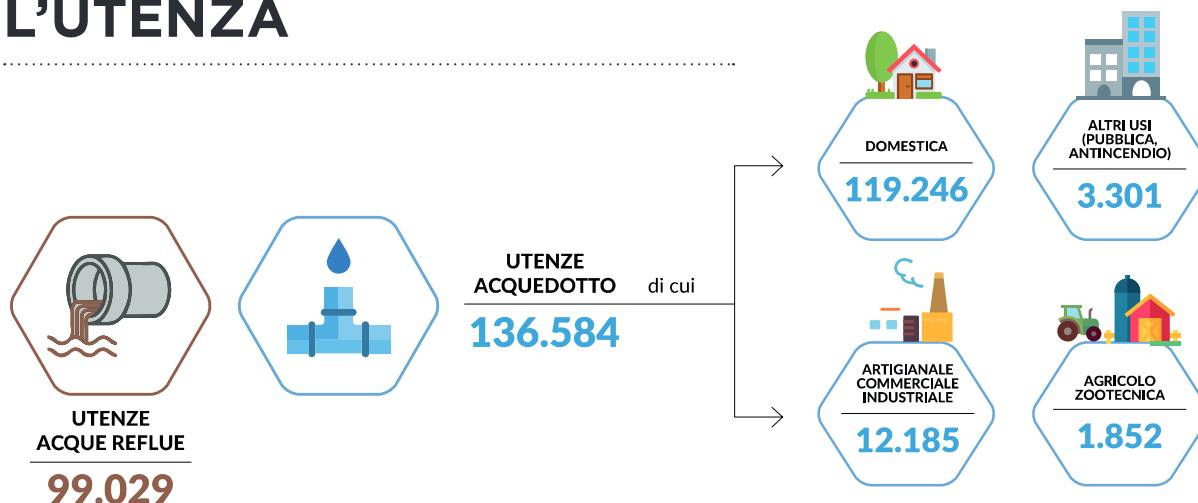 L'UTENZA
UTENZE
ACQUE REFLUE
99.029
UTENZE
ACQUEDOTTO
136.584
di cui
DOMESTICA
119.246
ALTRI USI
(PUBBLICA,
ANTINCENDIO)
3.301
ARTIGIANALE
COMMERCIALE
INDUSTRIALE
12.185
AGRICOLO
ZOOTECNICA
1.852